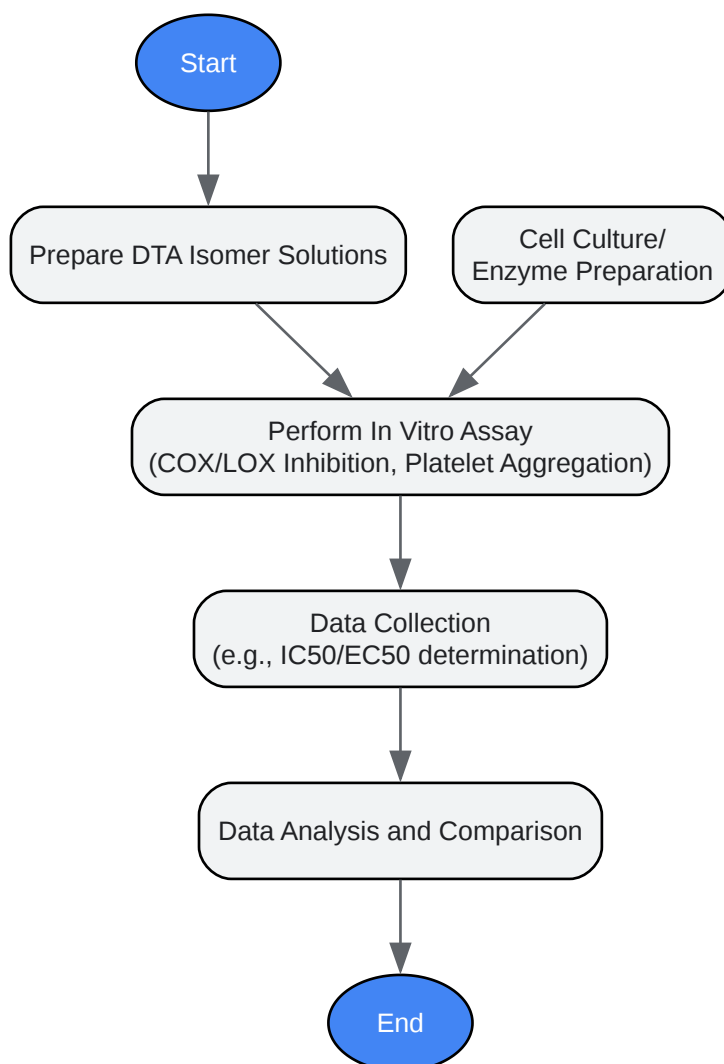 Start
Prepare DTA Isomer Solutions
Cell Culture/
Enzyme Preparation
Perform In Vitro Assay
(COX/LOX Inhibition, Platelet Aggregation)
Data Collection
(e.g., IC50/EC50 determination)
Data Analysis and Comparison
End